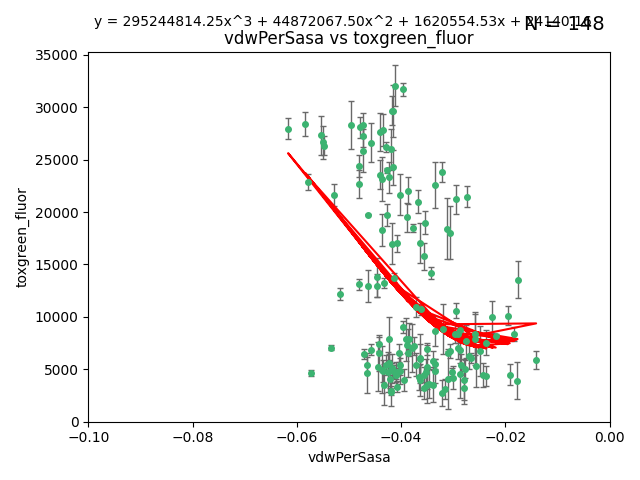 y = 295244814.25x^3 + 44872067.50x^2 + 1620554.53x +
N = 148
vdwPerSasa vs toxgreen_fluor
35000
30000
25000
20000
15000
10000
5000
0
toxgreen_fluor
−0.10
−0.08
−0.06
−0.04
−0.02
0.00
vdwPerSasa